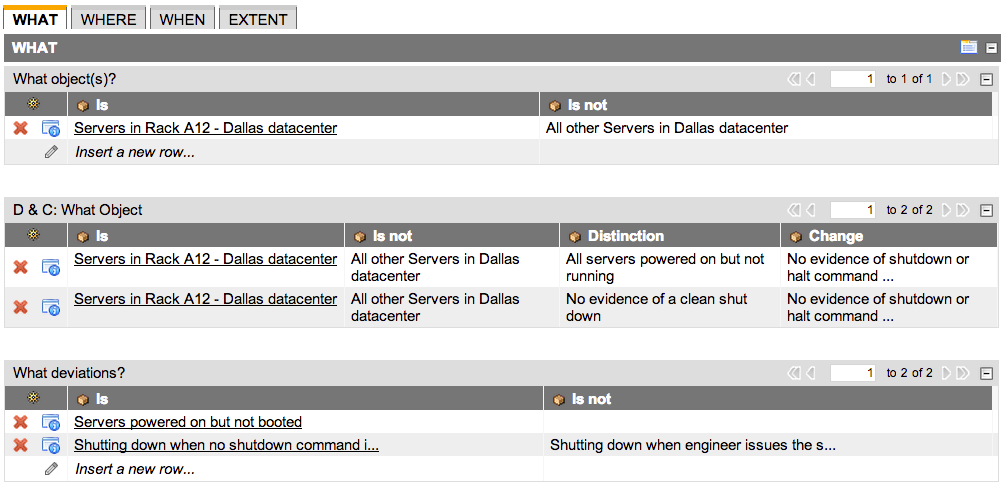 WHAT WHERE WHEN EXTENT
WHAT
What object(s)? 1 to 1 of 1
Is Is not
Servers in Rack A12 - Dallas datacenter All other Servers in Dallas datacenter
Insert a new row...
D & C: What Object 1 to 2 of 2
Is Is not Distinction Change
Servers in Rack A12 - Dallas datacenter All other Servers in Dallas All servers powered on but not No evidence of shutdown or
datacenter running halt command ...
Servers in Rack A12 - Dallas datacenter All other Servers in Dallas No evidence of a clean shut No evidence of shutdown or
datacenter down halt command ...
What deviations? 1 to 2 of 2
Is Is not
Servers powered on but not booted
Shutting down when no shutdown command i... Shutting down when engineer issues the s...
Insert a new row...